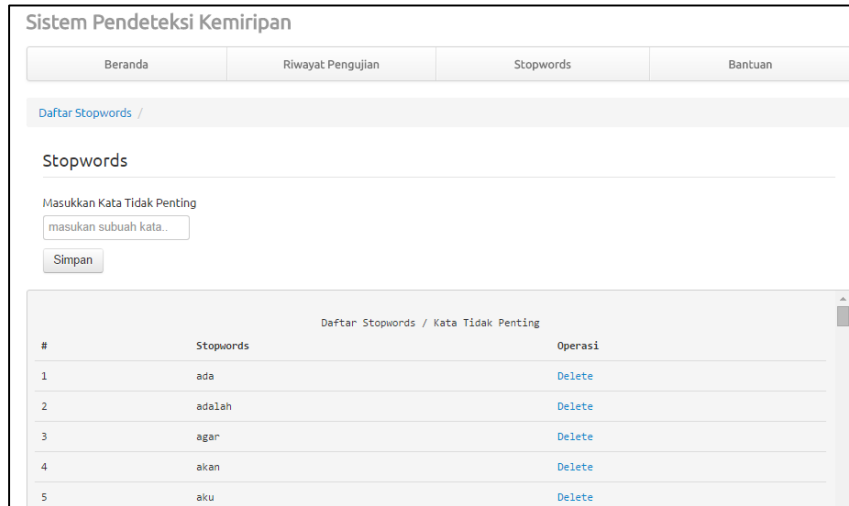 Sistem Pendeteksi Kemiripan
Beranda Riwayat Pengujian Stopwords Bantuan
Daftar Stopwords /
Stopwords
Masukkan Kata Tidak Penting
masukan subuah kata..
Simpan
Daftar Stopwords / Kata Tidak Penting
# Stopwords Operasi
1 ada Delete
2 adalah Delete
3 agar Delete
4 akan Delete
5 aku Delete